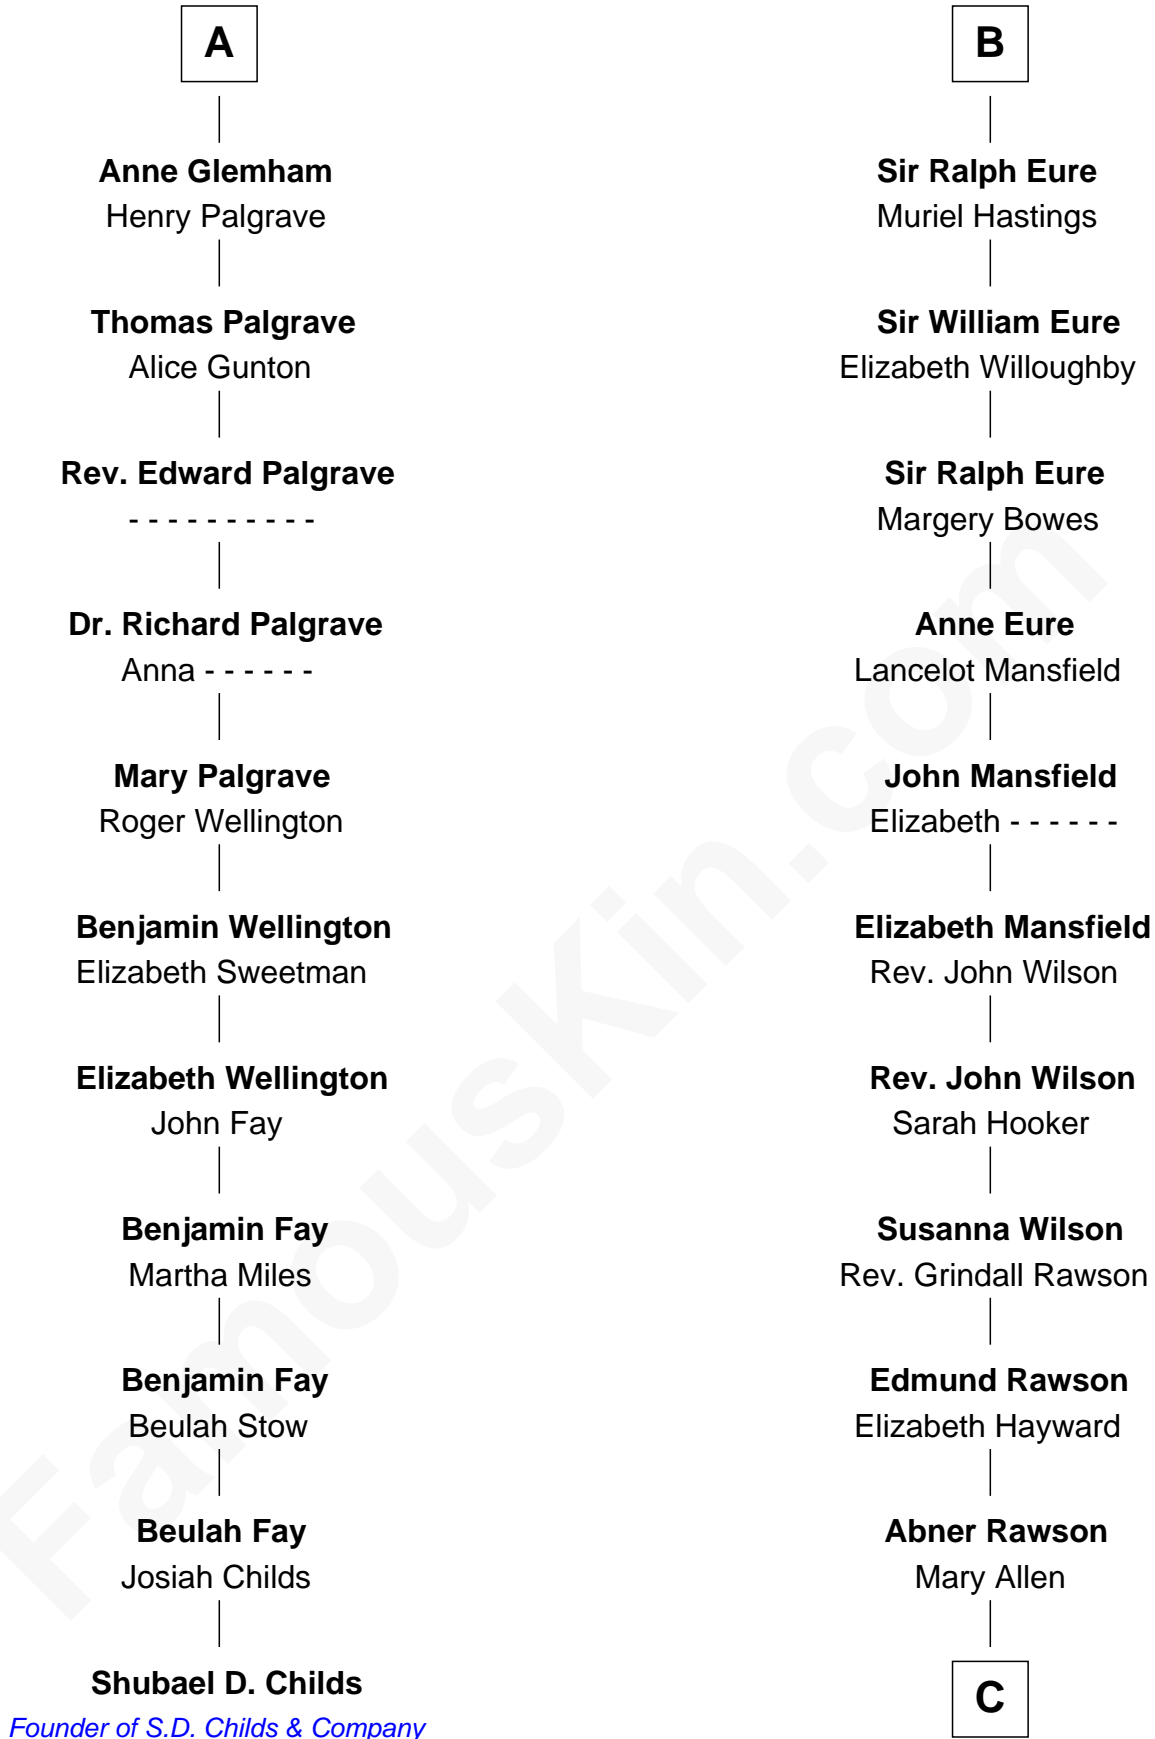 A
Anne Glemham
Henry Palgrave
Thomas Palgrave
Alice Gunton
Rev. Edward Palgrave
- - - - - - - - - -
Dr. Richard Palgrave
Anna - - - - - -
Mary Palgrave
Roger Wellington
Benjamin Wellington
Elizabeth Sweetman
Elizabeth Wellington
John Fay
Benjamin Fay
Martha Miles
Benjamin Fay
Beulah Stow
Beulah Fay
Josiah Childs
Shubael D. Childs
Founder of S.D. Childs & Company
B
Sir Ralph Eure
Muriel Hastings
Sir William Eure
Elizabeth Willoughby
Sir Ralph Eure
Margery Bowes
Anne Eure
Lancelot Mansfield
John Mansfield
Elizabeth - - - - - -
Elizabeth Mansfield
Rev. John Wilson
Rev. John Wilson
Sarah Hooker
Susanna Wilson
Rev. Grindall Rawson
Edmund Rawson
Elizabeth Hayward
Abner Rawson
Mary Allen
C
FamousKin.com